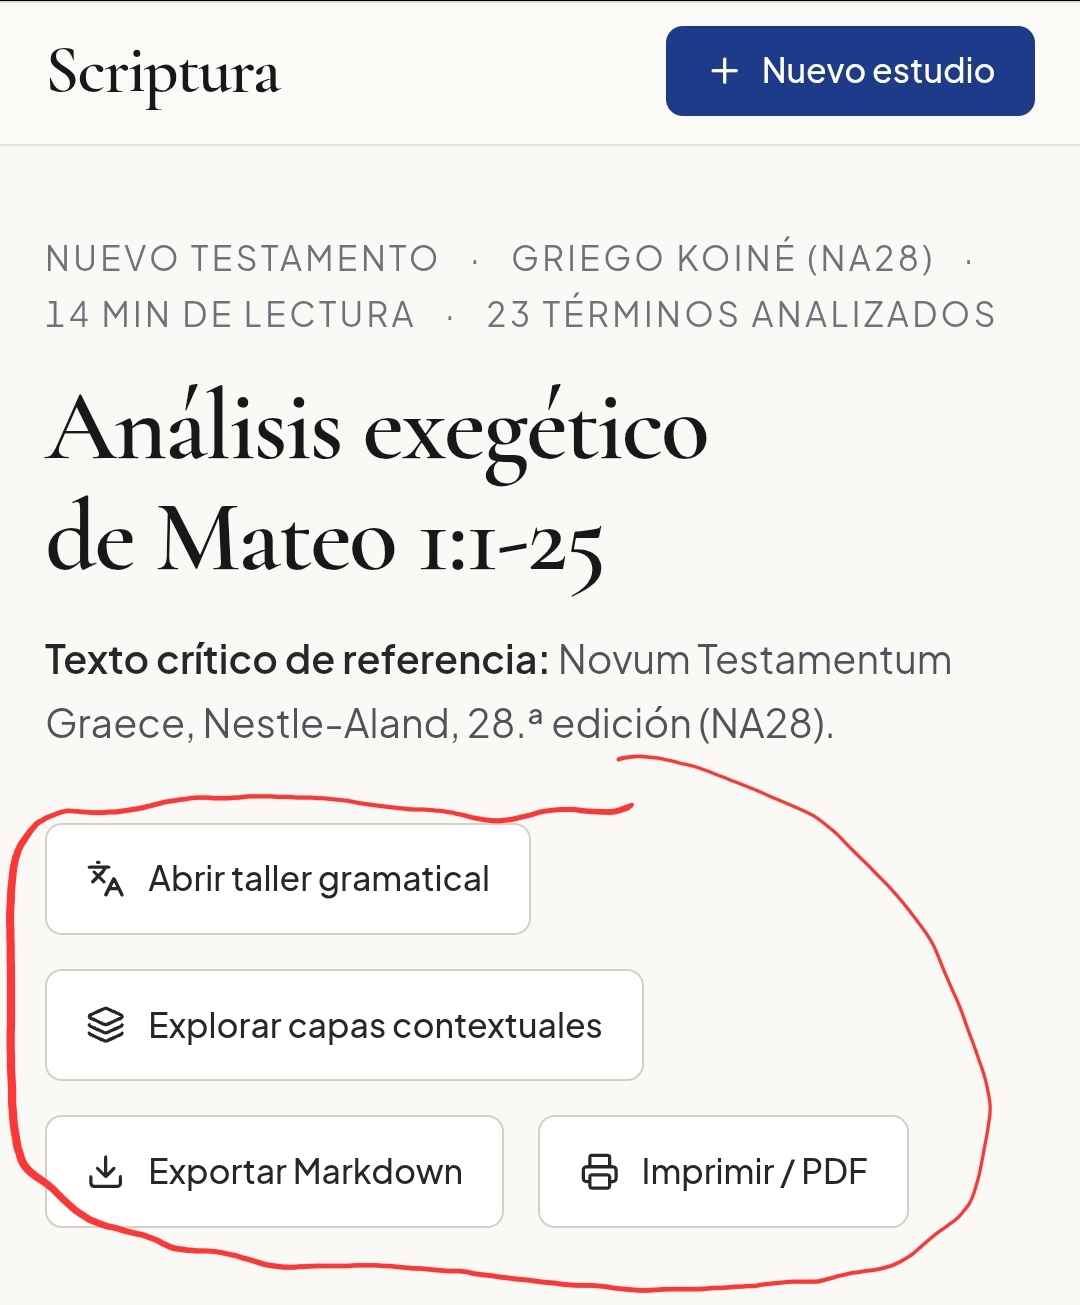 Scriptura
Nuevo estudio
NUEVO TESTAMENTO · GRIEGO KOINÉ (NA28) ·
14 MIN DE LECTURA · 23 TÉRMINOS ANALIZADOS
Análisis exegético
de Mateo 1:1-25
Texto crítico de referencia: Novum Testamentum
Graece, Nestle-Aland, 28.ª edición (NA28).
Abrir taller gramatical
Explorar capas contextuales
Exportar Markdown
Imprimir / PDF